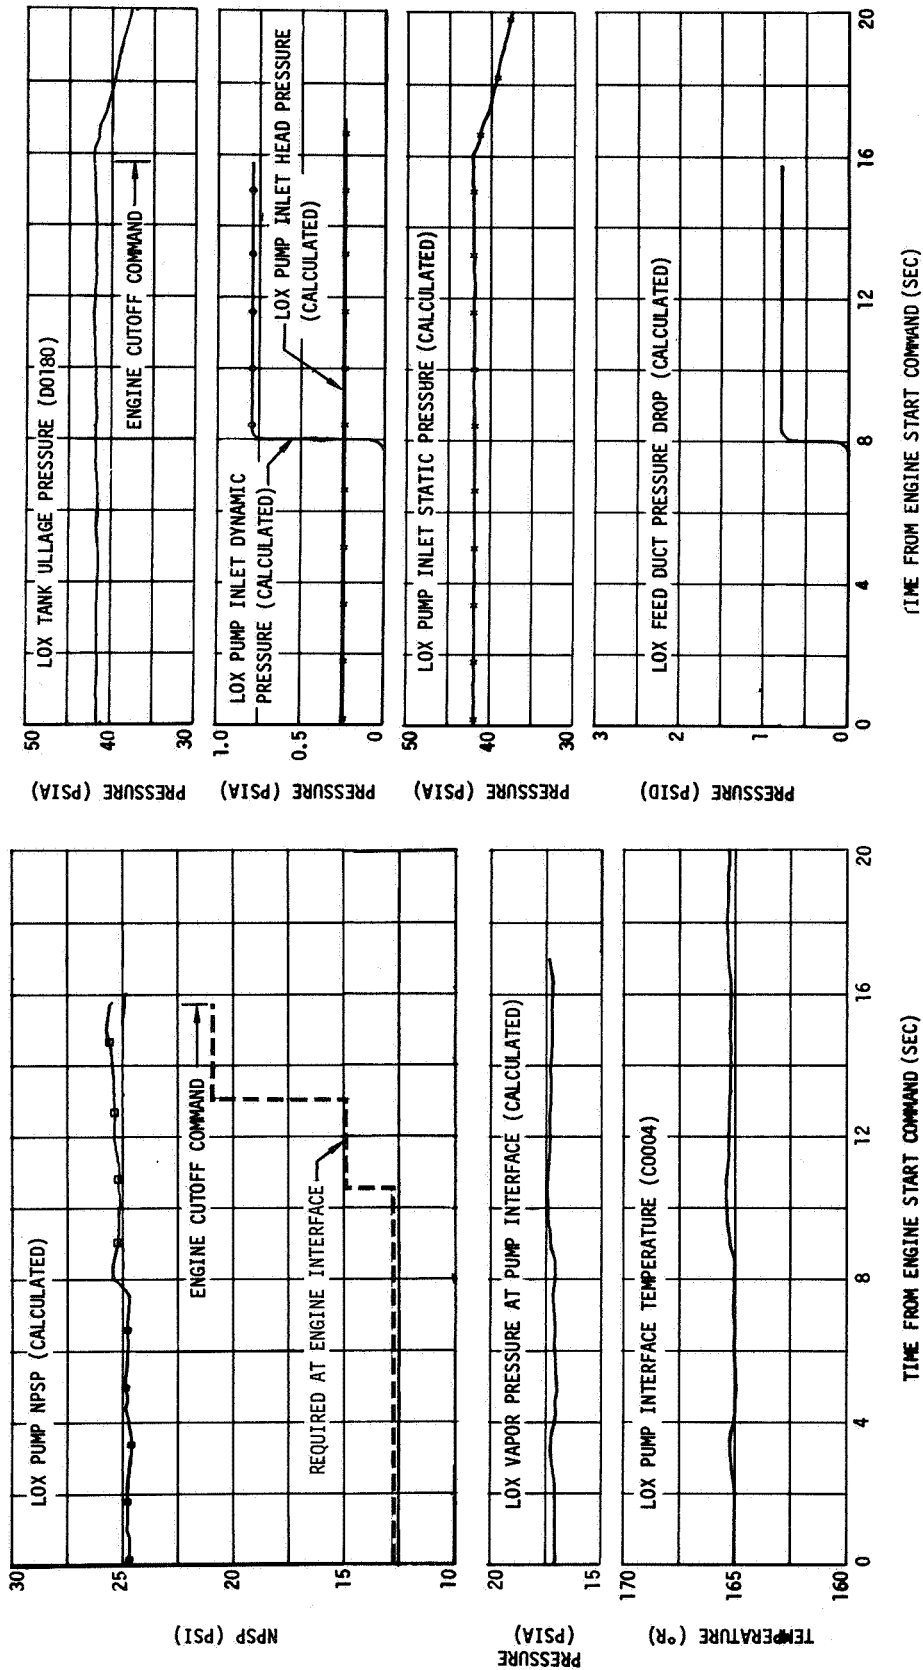 LOX PUMP NPSP (CALCULATED)
30
25
20
15
10
NPSP (PSI)
ENGINE CUTOFF COMMAND
REQUIRED AT ENGINE INTERFACE
LOX VAPOR PRESSURE AT PUMP INTERFACE (CALCULATED)
20
15
PRESSURE
(PSIA)
LOX PUMP INTERFACE TEMPERATURE (C0004)
170
165
160
TEMPERATURE (°R)
0 4 8 12 16 20
TIME FROM ENGINE START COMMAND (SEC)
LOX TANK ULLAGE PRESSURE (D0180)
50
40
30
PRESSURE (PSIA)
ENGINE CUTOFF COMMAND
LOX PUMP INLET DYNAMIC
PRESSURE (CALCULATED)
1.0
0.5
0
PRESSURE (PSIA)
LOX PUMP INLET HEAD PRESSURE
(CALCULATED)
LOX PUMP INLET STATIC PRESSURE (CALCULATED)
50
40
30
PRESSURE (PSIA)
LOX FEED DUCT PRESSURE DROP (CALCULATED)
3
2
1
0
PRESSURE (PSID)
0 4 8 12 16 20
TIME FROM ENGINE START COMMAND (SEC)